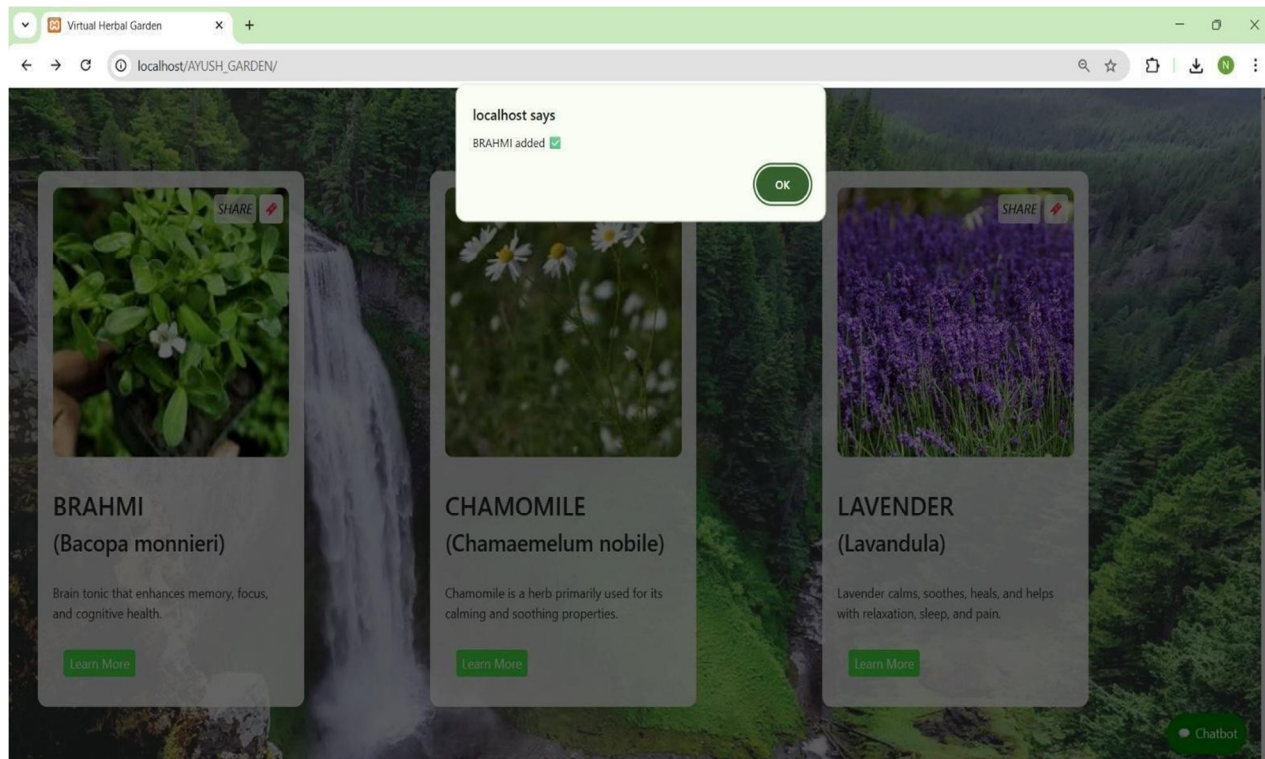 Virtual Herbal Garden
localhost/AYUSH_GARDEN/
N
localhost says
BRAHMI added ✅
OK
SHARE
SHARE
BRAHMI
(Bacopa monnieri)
Brain tonic that enhances memory, focus,
and cognitive health.
Learn More
CHAMOMILE
(Chamaemelum nobile)
Chamomile is a herb primarily used for its
calming and soothing properties.
Learn More
LAVENDER
(Lavandula)
Lavender calms, soothes, heals, and helps
with relaxation, sleep, and pain.
Learn More
Chatbot